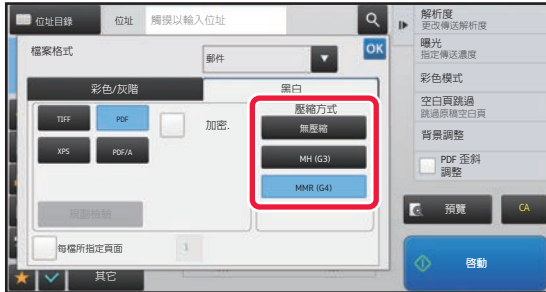 位址目錄
位址
觸摸以輸入位址
檔案格式
郵件
OK
彩色/灰階
黑白
TIFF
PDF
加密.
XPS
PDF/A
每檔所指定頁面
1
壓縮方式
無壓縮
MH (G3)
MMR (G4)
其它
解析度
更改傳送解析度
曝光
指定傳送濃度
彩色模式
空白頁跳過
跳過原稿空白頁
背景調整
PDF 歪斜
調整
預覽
CA
啓動